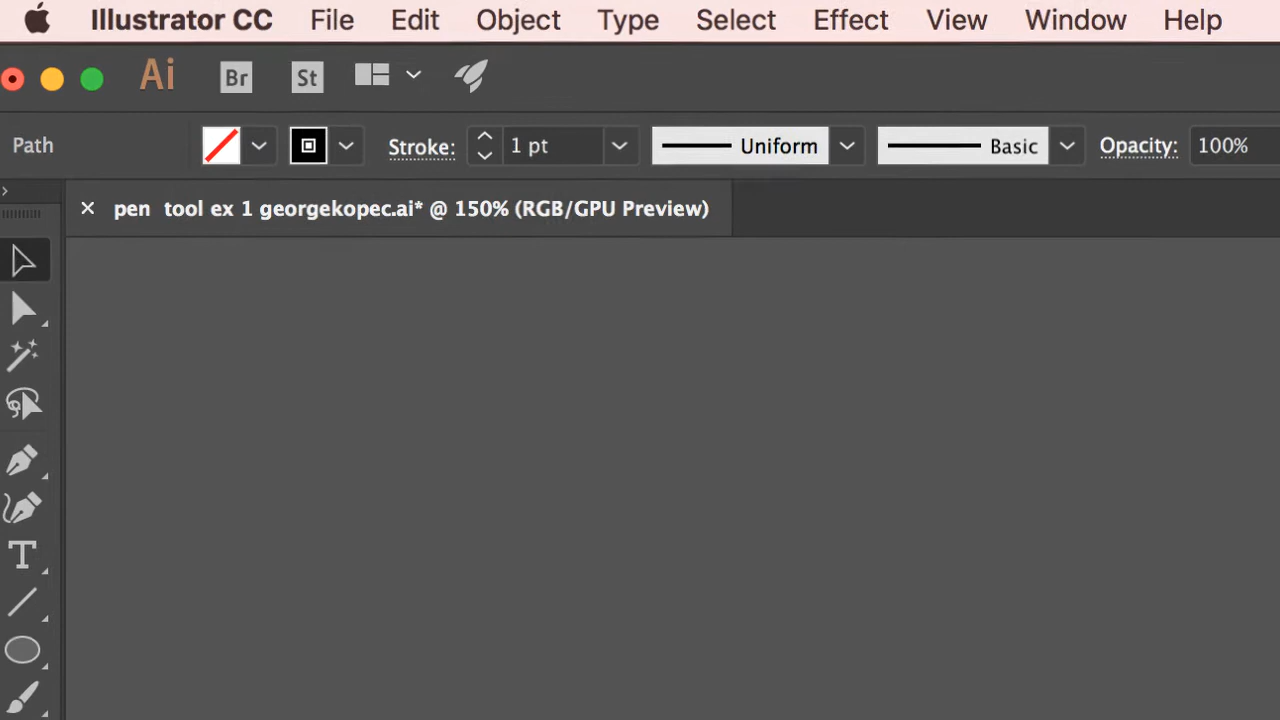 Illustrator CC File Edit Object Type Select Effect View Window Help
Ai Br St
Path Stroke: 1 pt Uniform Basic Opacity: 100%
× pen  tool ex 1 georgekopec.ai* @ 150% (RGB/GPU Preview)
T